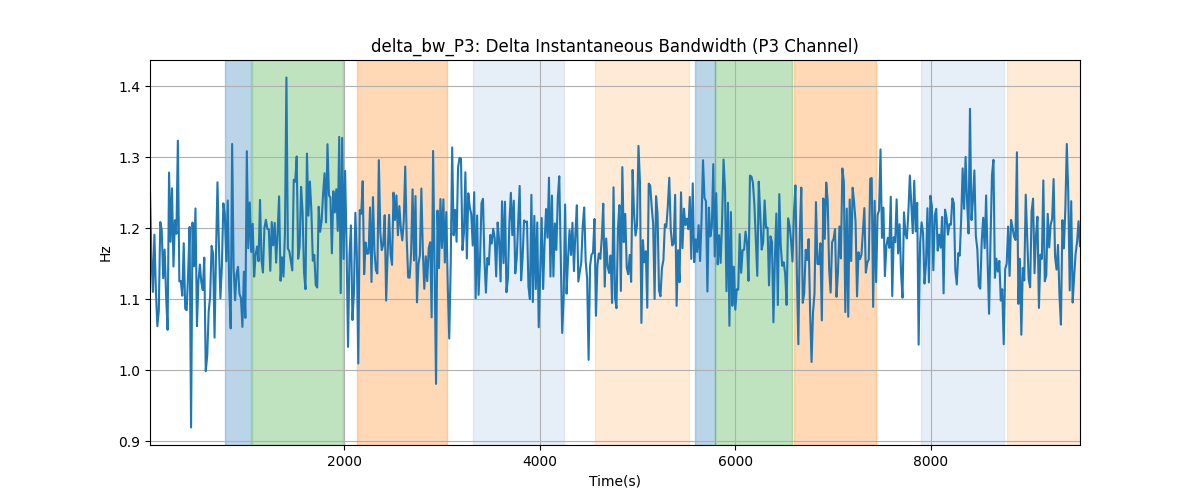 delta_bw_P3: Delta Instantaneous Bandwidth (P3 Channel)
1.4
1.3
1.2
1.1
1.0
0.9
Hz
2000 4000 6000 8000
Time(s)